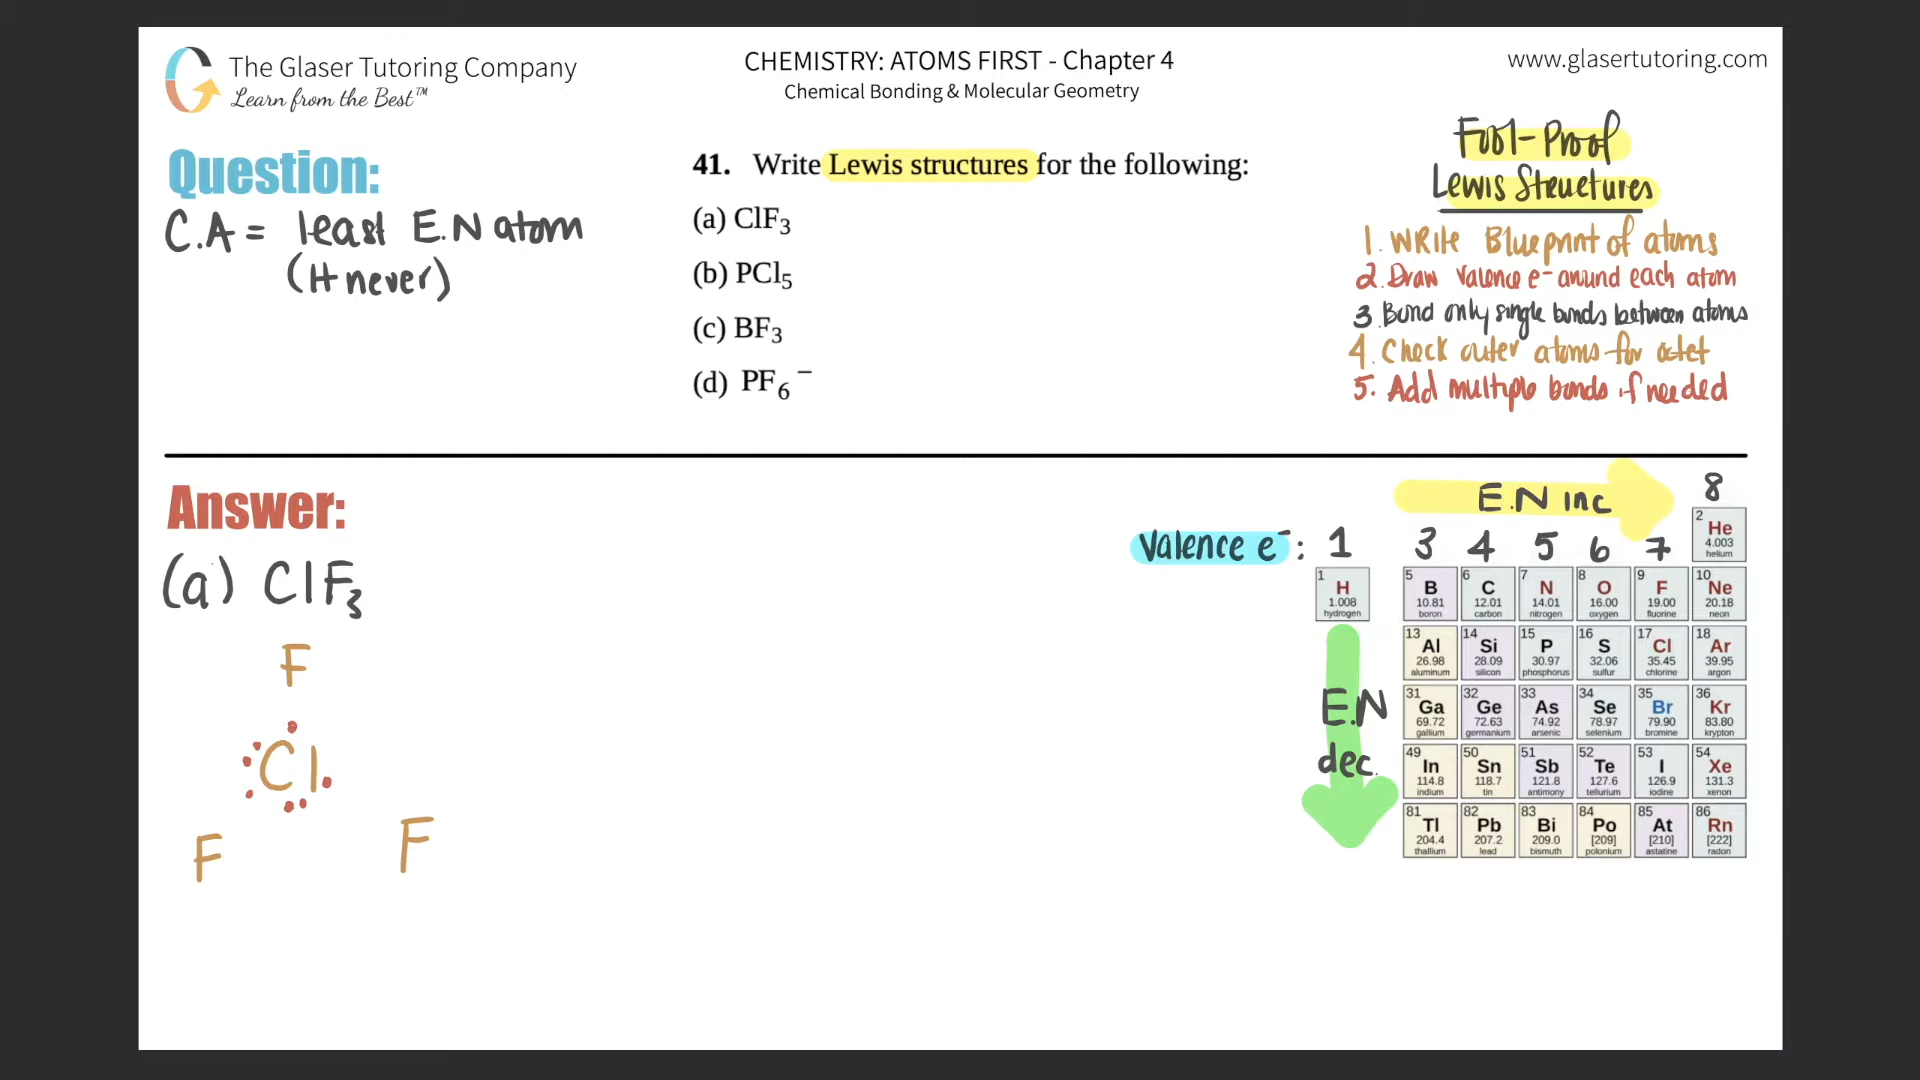 The Glaser Tutoring Company
Learn from the Best™
CHEMISTRY: ATOMS FIRST - Chapter 4
Chemical Bonding & Molecular Geometry
www.glasertutoring.com
Question:
C.A = least E.N atom
(H never)
41. Write Lewis structures for the following:
(a) ClF3
(b) PCl5
(c) BF3
(d) PF6−
Fool-Proof
Lewis Structures
1. Write Blueprint of atoms
2. Draw valence e- around each atom
3. Bond only single bonds between atoms
4. Check outer atoms for octet
5. Add multiple bonds if needed
Answer:
(a) ClF3
F
Cl
F F
E.N inc
8
Valence e-: 1 3 4 5 6 7
2 He 4.003 helium
1 H 1.008 hydrogen
5 B 10.81 boron
6 C 12.01 carbon
7 N 14.01 nitrogen
8 O 16.00 oxygen
9 F 19.00 fluorine
10 Ne 20.18 neon
13 Al 26.98 aluminum
14 Si 28.09 silicon
15 P 30.97 phosphorus
16 S 32.06 sulfur
17 Cl 35.45 chlorine
18 Ar 39.95 argon
E.N
dec.
31 Ga 69.72 gallium
32 Ge 72.63 germanium
33 As 74.92 arsenic
34 Se 78.97 selenium
35 Br 79.90 bromine
36 Kr 83.80 krypton
49 In 114.8 indium
50 Sn 118.7 tin
51 Sb 121.8 antimony
52 Te 127.6 tellurium
53 I 126.9 iodine
54 Xe 131.3 xenon
81 Tl 204.4 thallium
82 Pb 207.2 lead
83 Bi 209.0 bismuth
84 Po [209] polonium
85 At [210] astatine
86 Rn [222] radon